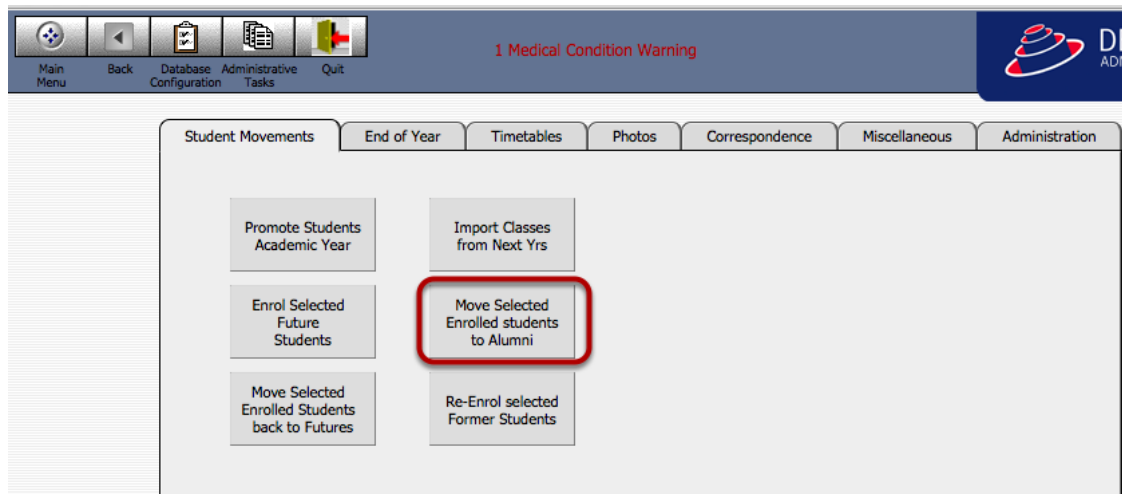 1 Medical Condition Warning
Main
Menu
Back
Database
Configuration
Administrative
Tasks
Quit
Student Movements
End of Year
Timetables
Photos
Correspondence
Miscellaneous
Administration
Promote Students
Academic Year
Import Classes
from Next Yrs
Enrol Selected
Future
Students
Move Selected
Enrolled students
to Alumni
Move Selected
Enrolled Students
back to Futures
Re-Enrol selected
Former Students